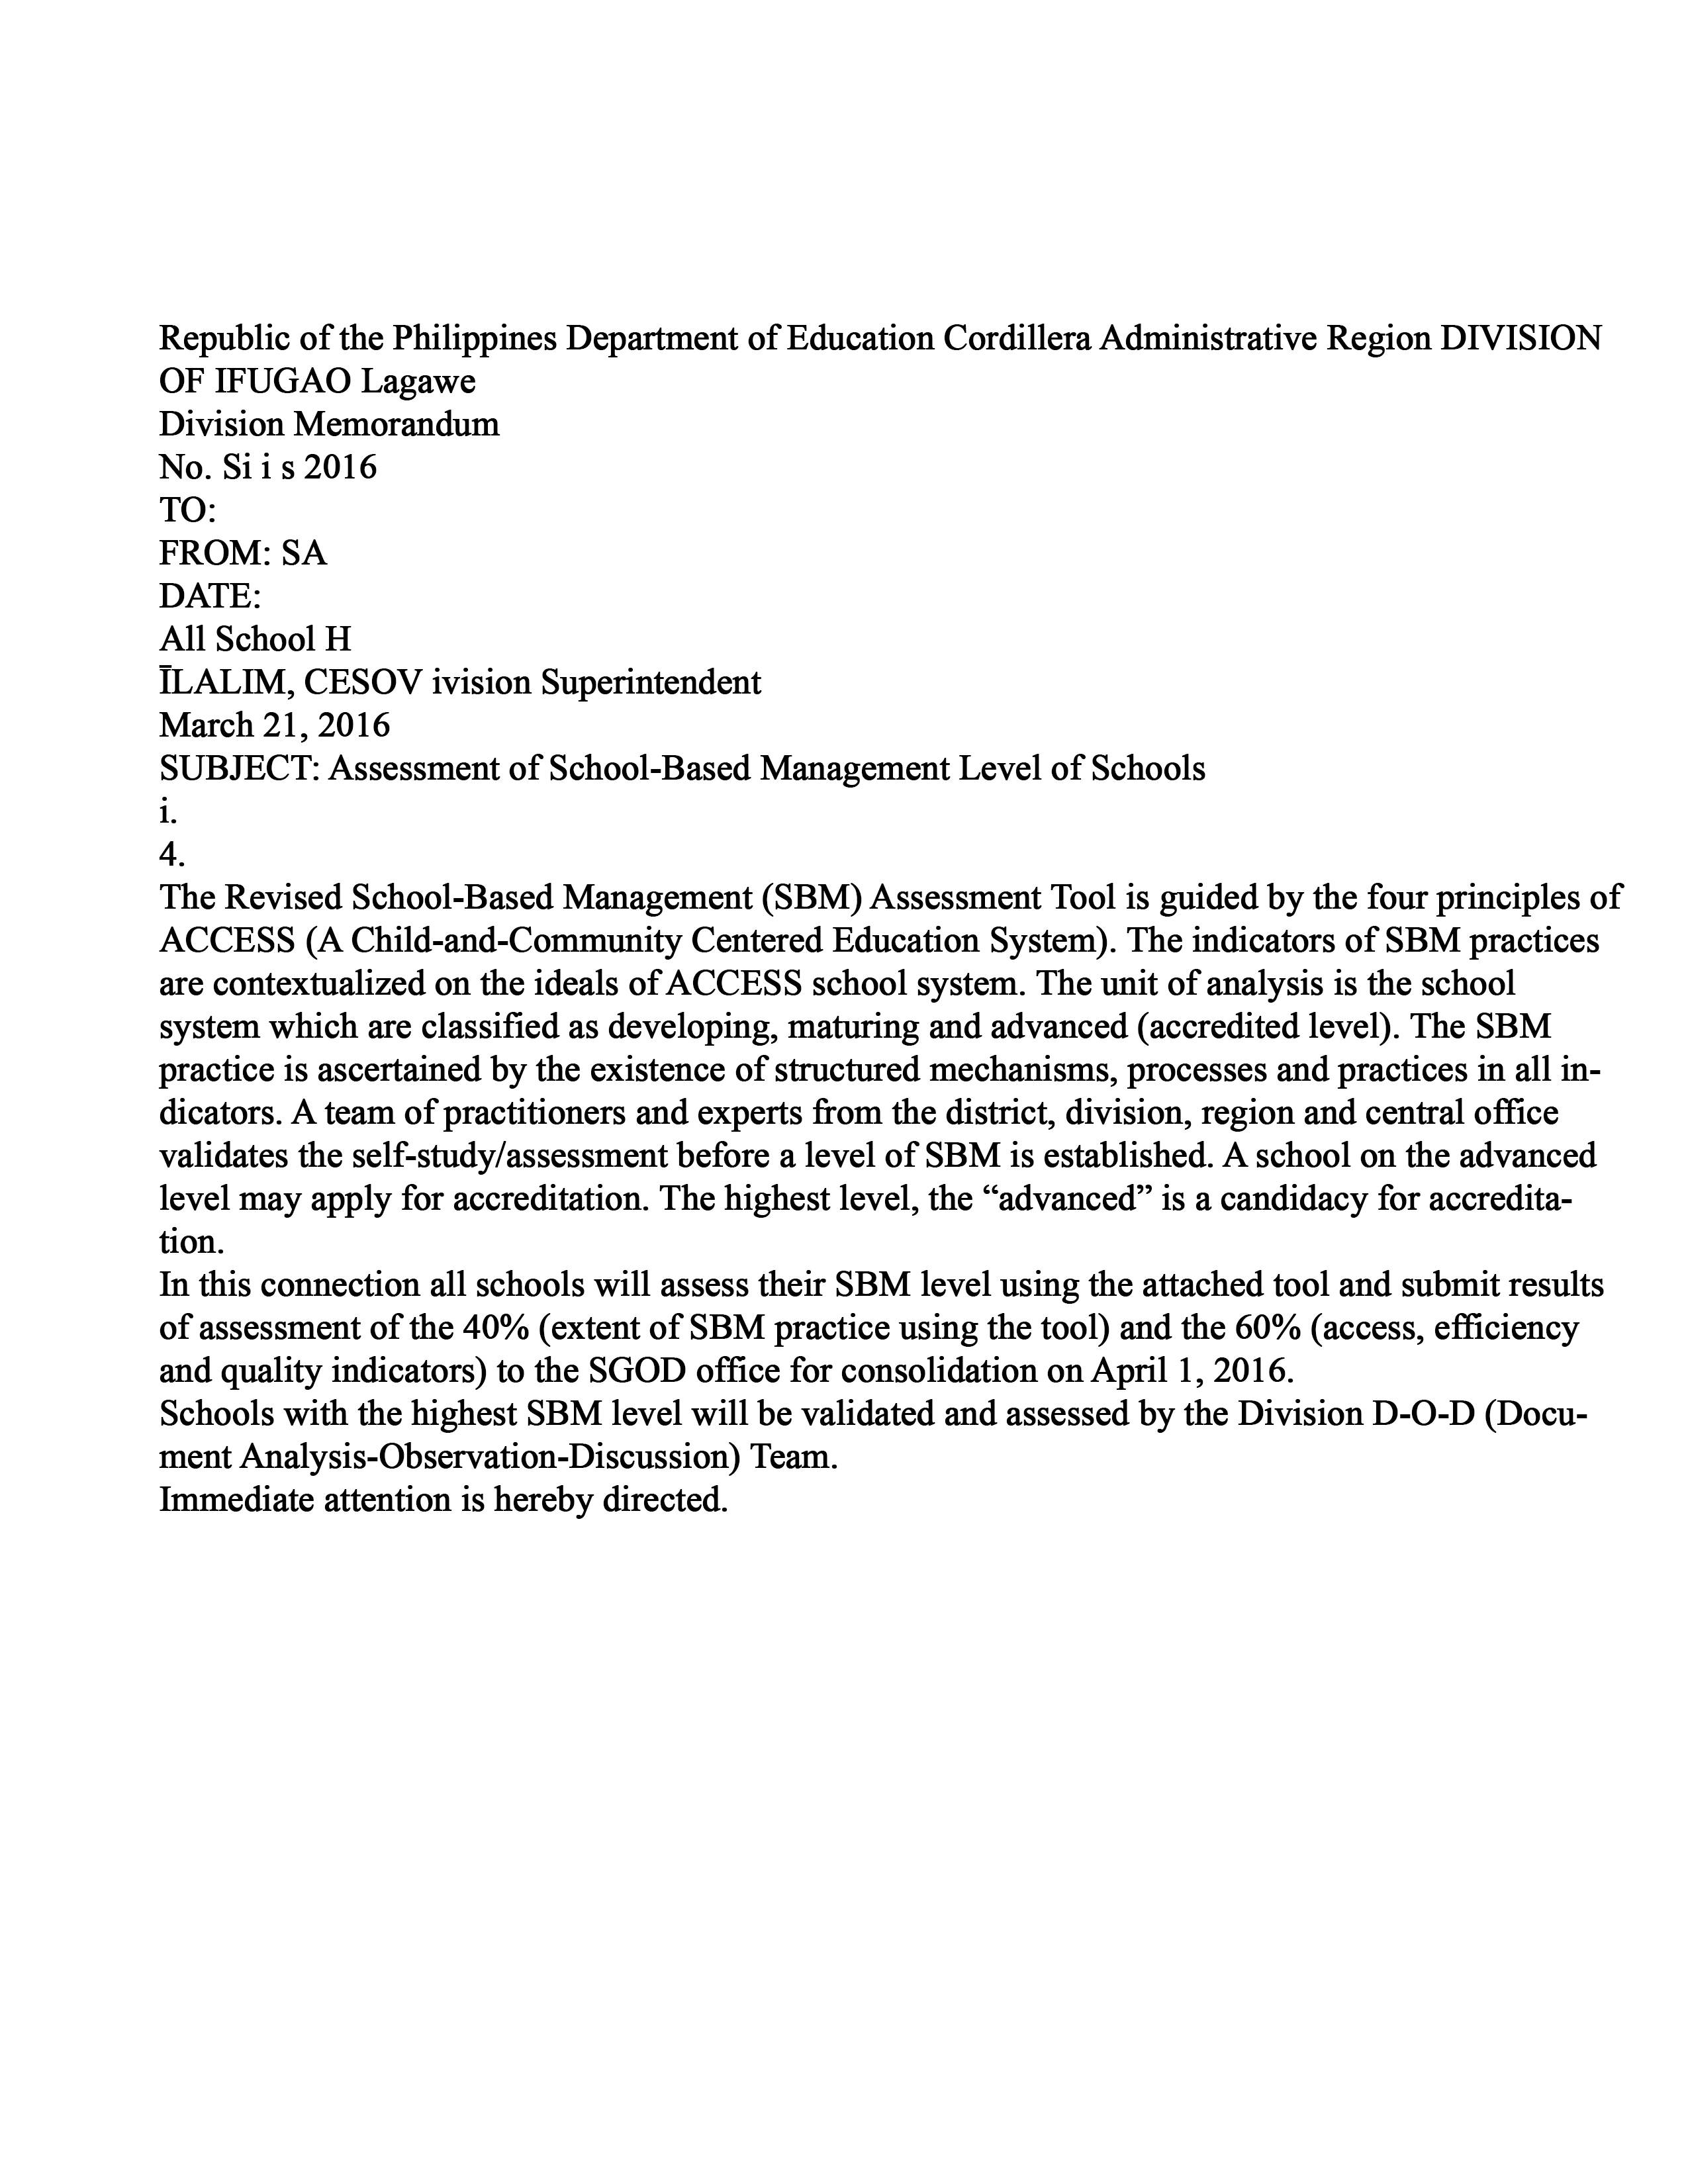 Republic of the Philippines Department of Education Cordillera Administrative Region DIVISION
OF IFUGAO Lagawe
Division Memorandum
No. Si i s 2016
TO:
FROM: SA
DATE:
All School H
ĪLALIM, CESOV ivision Superintendent
March 21, 2016
SUBJECT: Assessment of School-Based Management Level of Schools
i.
4.
The Revised School-Based Management (SBM) Assessment Tool is guided by the four principles of
ACCESS (A Child-and-Community Centered Education System). The indicators of SBM practices
are contextualized on the ideals of ACCESS school system. The unit of analysis is the school
system which are classified as developing, maturing and advanced (accredited level). The SBM
practice is ascertained by the existence of structured mechanisms, processes and practices in all in-
dicators. A team of practitioners and experts from the district, division, region and central office
validates the self-study/assessment before a level of SBM is established. A school on the advanced
level may apply for accreditation. The highest level, the “advanced” is a candidacy for accredita-
tion.
In this connection all schools will assess their SBM level using the attached tool and submit results
of assessment of the 40% (extent of SBM practice using the tool) and the 60% (access, efficiency
and quality indicators) to the SGOD office for consolidation on April 1, 2016.
Schools with the highest SBM level will be validated and assessed by the Division D-O-D (Docu-
ment Analysis-Observation-Discussion) Team.
Immediate attention is hereby directed.